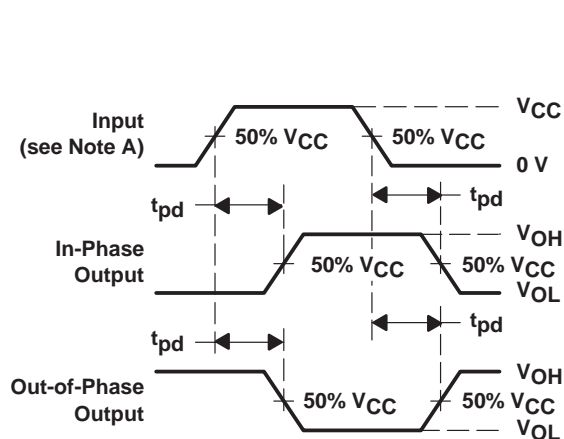 VCC
Input
(see Note A)
50% VCC
50% VCC
0 V
tpd
tpd
VOH
In-Phase
Output
50% VCC
50% VCC
VOL
tpd
tpd
VOH
Out-of-Phase
Output
50% VCC
50% VCC
VOL